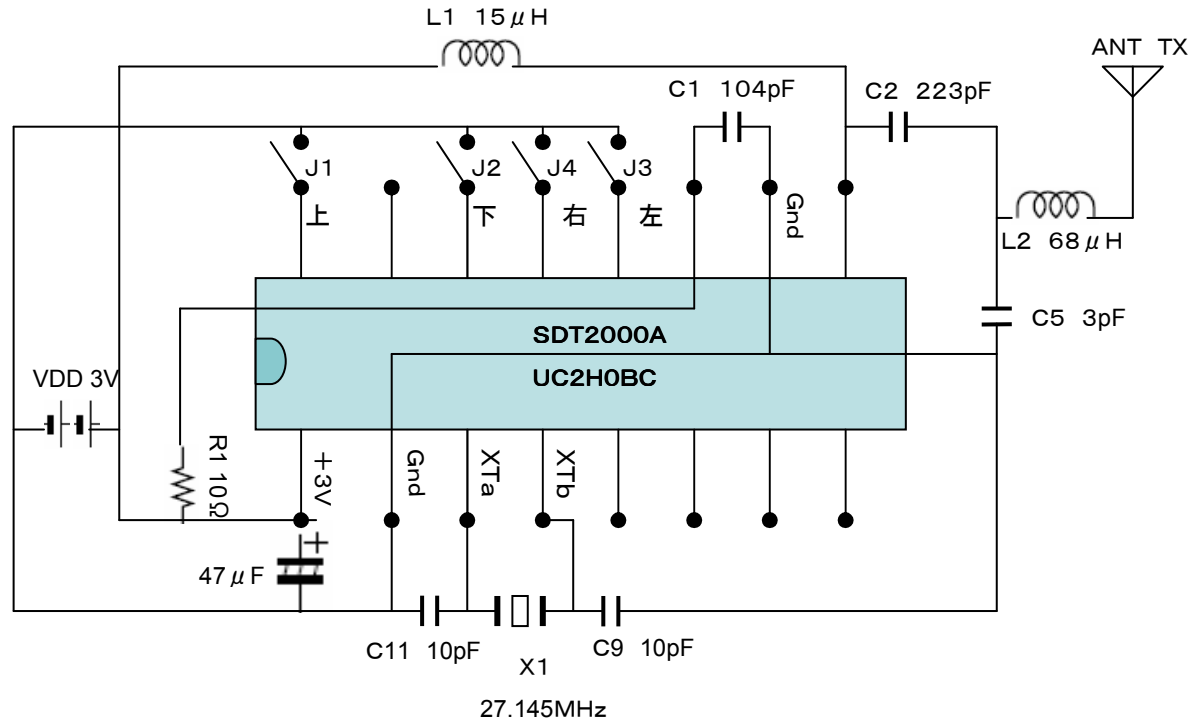 L1 15μH
ANT TX
C1 104pF
C2 223pF
J1
J2
J4
J3
上
下
右
左
Gnd
L2 68μH
C5 3pF
SDT2000A
UC2H0BC
VDD 3V
R1 10Ω
+3V
Gnd
XTa
XTb
+
47μF
C11 10pF
X1
C9 10pF
27.145MHz